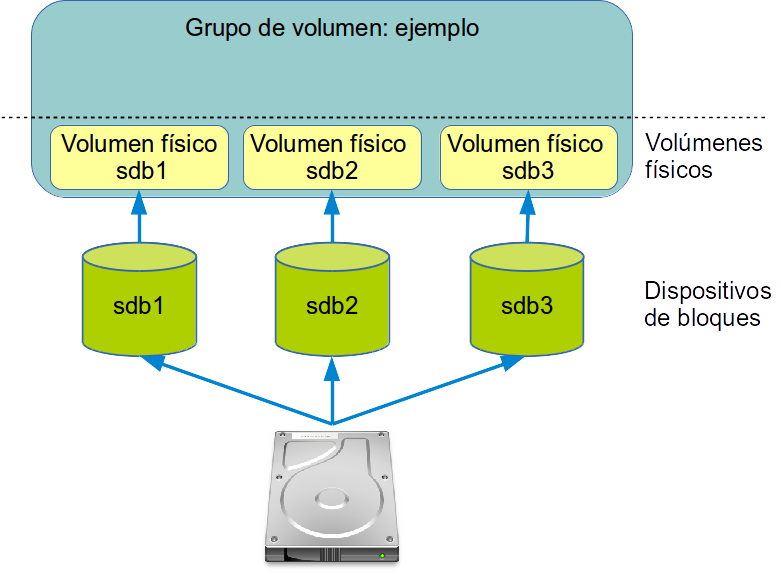 Grupo de volumen: ejemplo
Volumen físico
sdb1
Volumen físico
sdb2
Volumen físico
sdb3
Volúmenes
físicos
sdb1
sdb2
sdb3
Dispositivos
de bloques